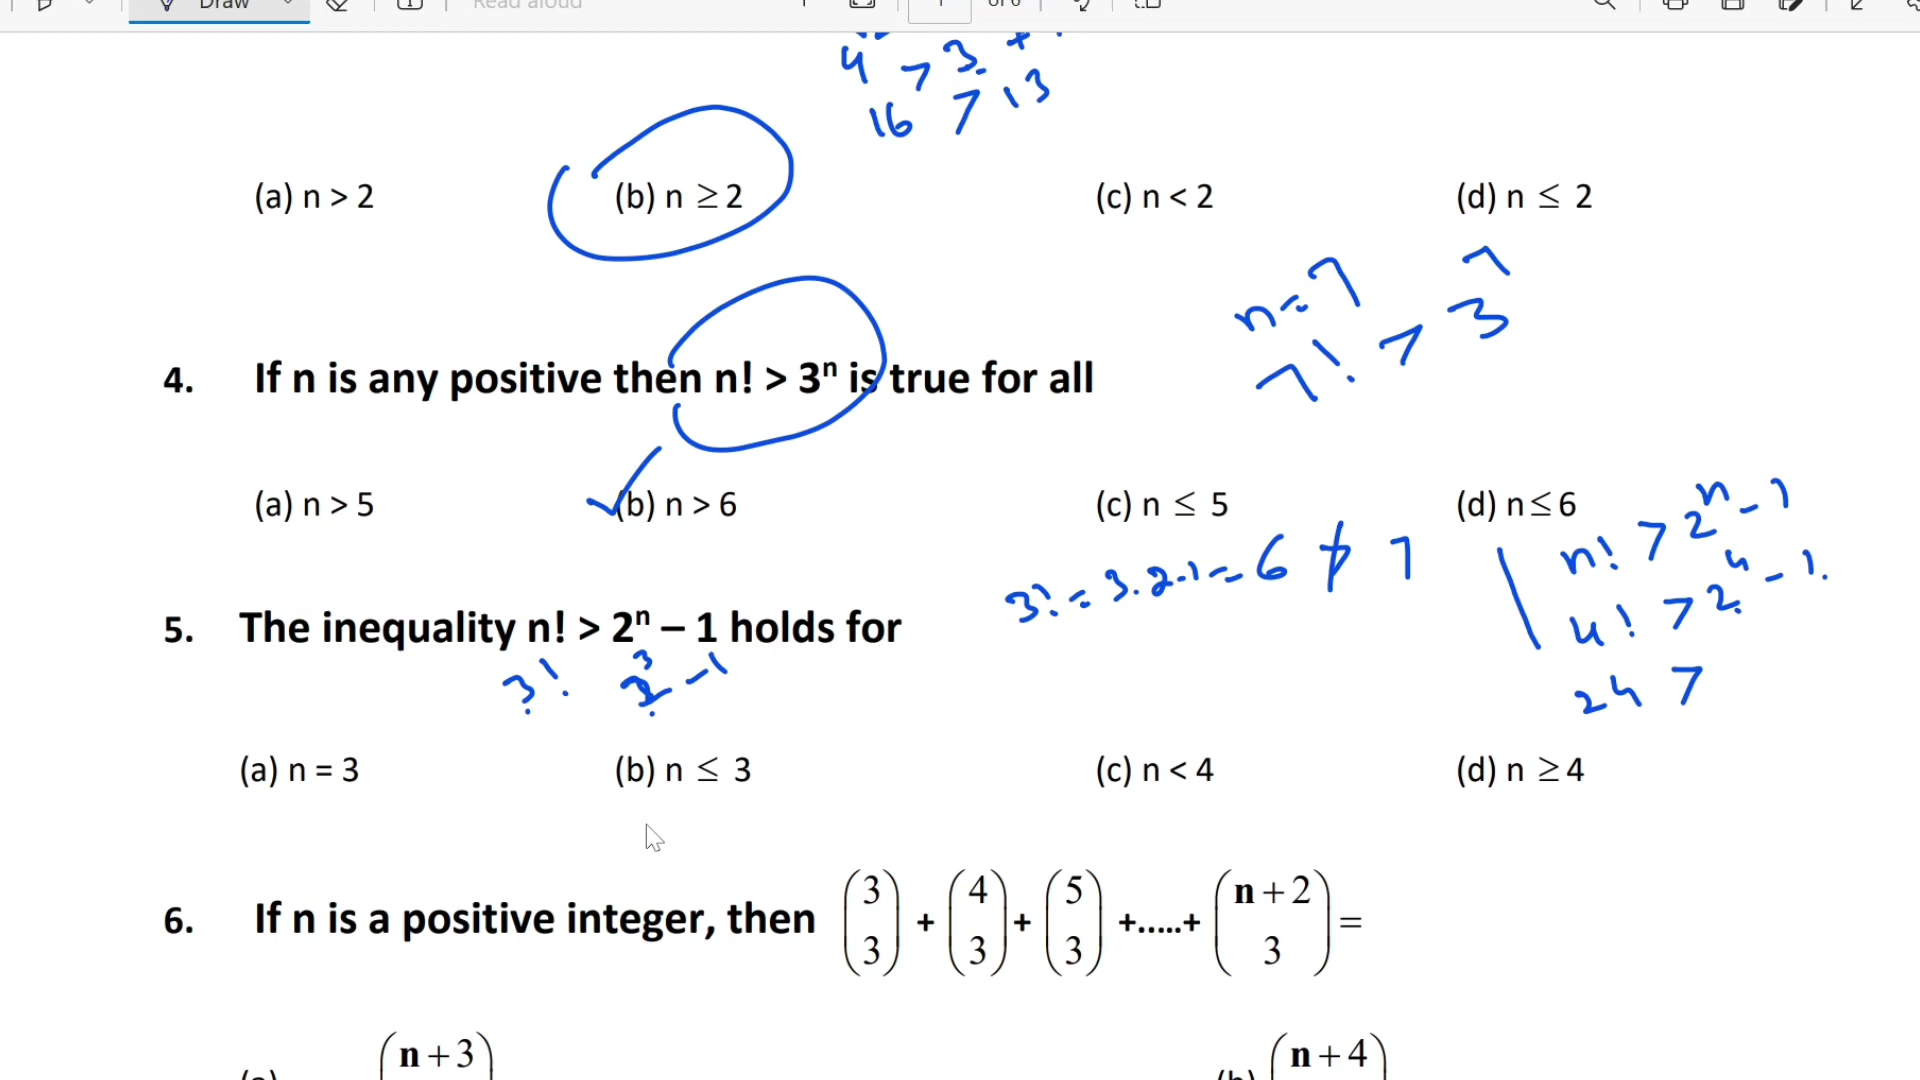 Draw
Read aloud
4 > 3 +
16 > 13
(a) n > 2 (b) n ≥ 2 (c) n < 2 (d) n ≤ 2
n = 7
7! > 3⁷
4. If n is any positive then n! > 3ⁿ is true for all
(a) n > 5 (b) n > 6 (c) n ≤ 5 (d) n ≤ 6
n! > 2ⁿ - 1
3! = 3.2.1 = 6 ≯ 7
4! > 2⁴ - 1.
5. The inequality n! > 2ⁿ – 1 holds for
3! 2³ - 1
24 >
(a) n = 3 (b) n ≤ 3 (c) n < 4 (d) n ≥ 4
6. If n is a positive integer, then (3 3) + (4 3) + (5 3) +.....+ (n + 2 3) =
(n + 3 (n + 4